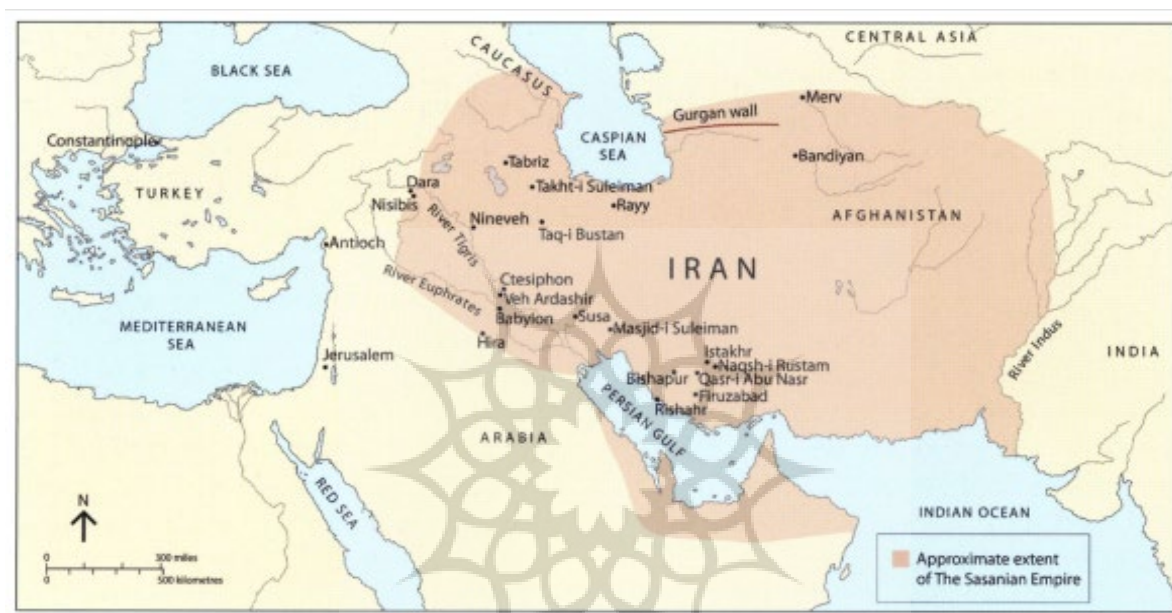 CENTRAL ASIA
CAUCASUS
BLACK SEA
Merv
Gurgan wall
Constantinople
CASPIAN
SEA
Bandiyan
Tabriz
TURKEY
Dara
Takht-i Suleiman
Nisibis
Rayy
Nineveh
AFGHANISTAN
River Tigris
Taq-i Bustan
Antioch
IRAN
River Euphrates
Ctesiphon
Veh Ardashir
Babylon
Susa
MEDITERRANEAN
SEA
Masjid-i Suleiman
Hira
River Indus
INDIA
Jerusalem
Istakhr
Naqsh-i Rustam
Bishapur
Qasr-i Abu Nasr
Firuzabad
Rishahr
PERSIAN GULF
ARABIA
RED SEA
N
INDIAN OCEAN
0 300 miles
0 500 kilometres
Approximate extent
of The Sasanian Empire